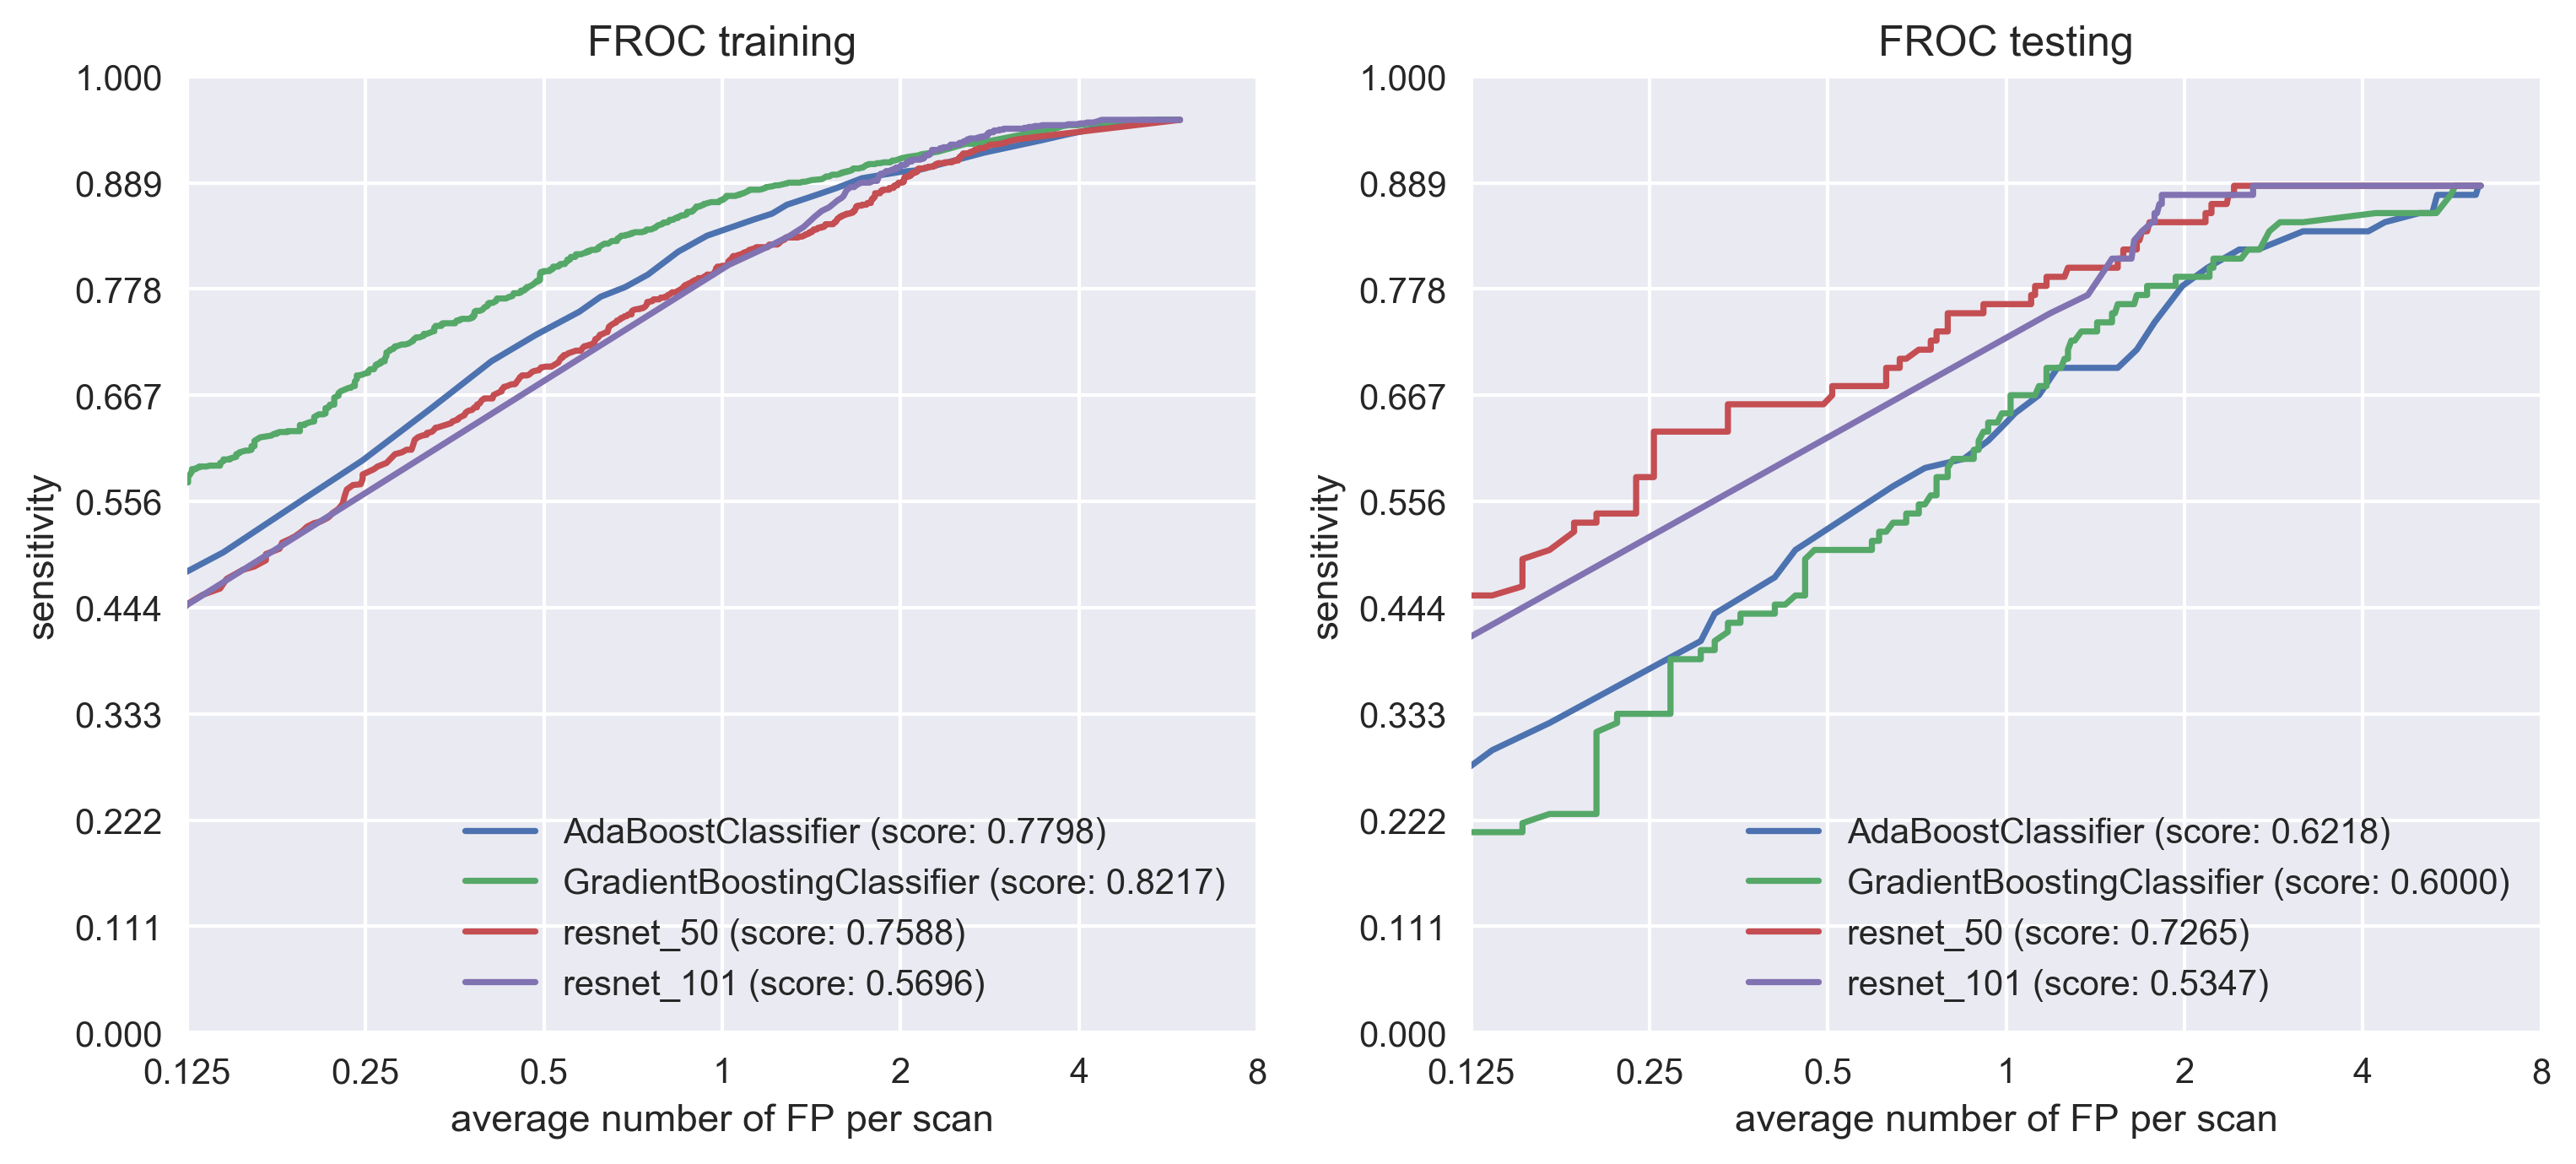 FROC training
1.000
0.889
0.778
0.667
0.556
0.444
0.333
0.222
0.111
0.000
sensitivity
AdaBoostClassifier (score: 0.7798)
GradientBoostingClassifier (score: 0.8217)
resnet_50 (score: 0.7588)
resnet_101 (score: 0.5696)
0.125 0.25 0.5 1 2 4 8
average number of FP per scan
FROC testing
1.000
0.889
0.778
0.667
0.556
0.444
0.333
0.222
0.111
0.000
sensitivity
AdaBoostClassifier (score: 0.6218)
GradientBoostingClassifier (score: 0.6000)
resnet_50 (score: 0.7265)
resnet_101 (score: 0.5347)
0.125 0.25 0.5 1 2 4 8
average number of FP per scan